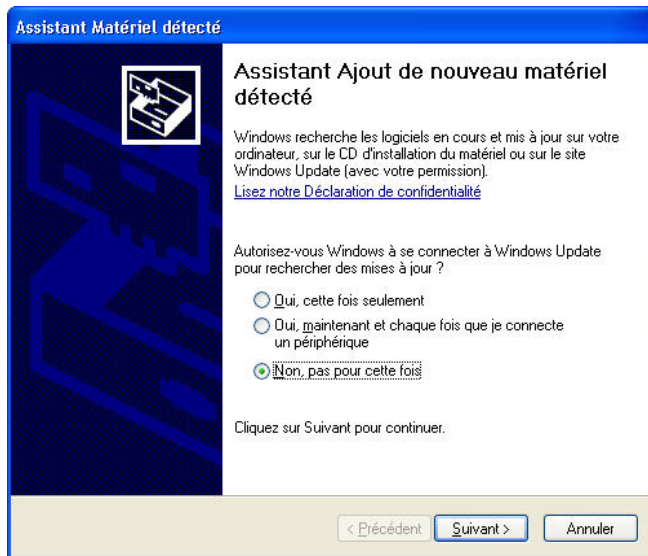 Assistant Matériel détecté
Assistant Ajout de nouveau matériel
détecté
Windows recherche les logiciels en cours et mis à jour sur votre
ordinateur, sur le CD d'installation du matériel ou sur le site
Windows Update (avec votre permission).
Lisez notre Déclaration de confidentialité
Autorisez-vous Windows à se connecter à Windows Update
pour rechercher des mises à jour ?
Oui, cette fois seulement
Oui, maintenant et chaque fois que je connecte
un périphérique
Non, pas pour cette fois
Cliquez sur Suivant pour continuer.
< Précédent Suivant > Annuler